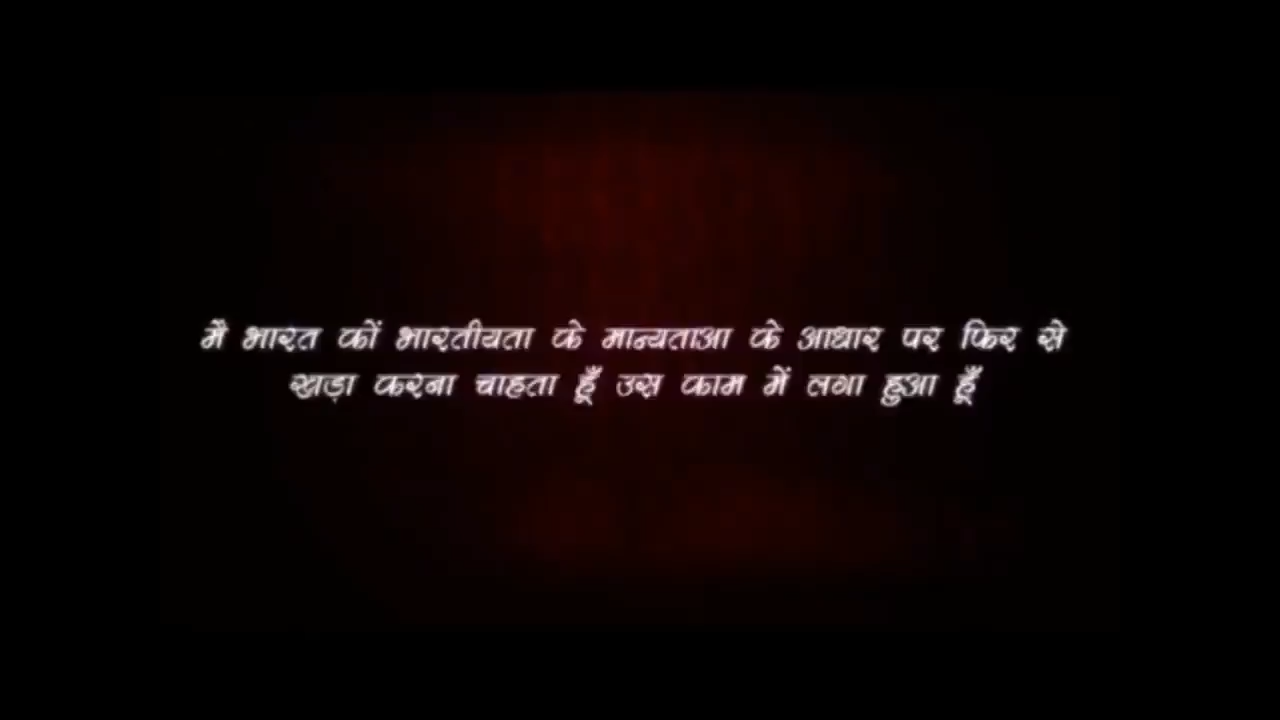 मै भारत कों भारतीयता के मान्यताआ के आधार पर फिर से
खड़ा करना चाहता हूँ उस काम में लगा हुआ हूँ